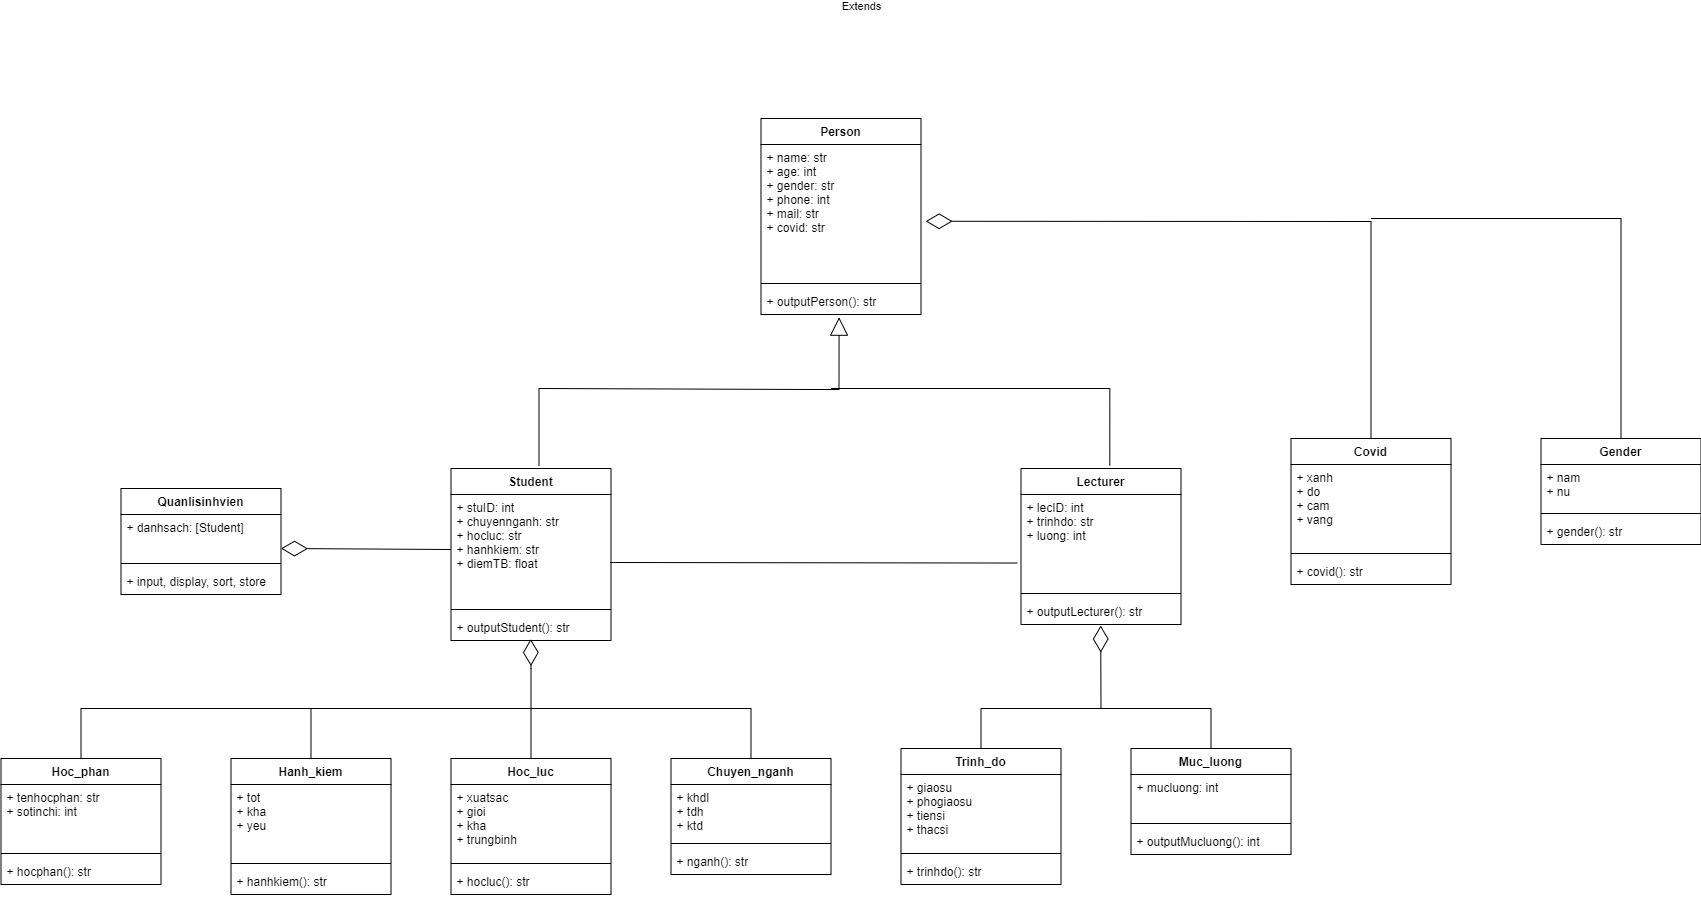 Extends
Person
+ name: str
+ age: int
+ gender: str
+ phone: int
+ mail: str
+ covid: str
+ outputPerson(): str
Quanlisinhvien
+ danhsach: [Student]
+ input, display, sort, store
Student
+ stuID: int
+ chuyennganh: str
+ hocluc: str
+ hanhkiem: str
+ diemTB: float
+ outputStudent(): str
Lecturer
+ lecID: int
+ trinhdo: str
+ luong: int
+ outputLecturer(): str
Covid
+ xanh
+ do
+ cam
+ vang
+ covid(): str
Gender
+ nam
+ nu
+ gender(): str
Hoc_phan
+ tenhocphan: str
+ sotinchi: int
+ hocphan(): str
Hanh_kiem
+ tot
+ kha
+ yeu
+ hanhkiem(): str
Hoc_luc
+ xuatsac
+ gioi
+ kha
+ trungbinh
+ hocluc(): str
Chuyen_nganh
+ khdl
+ tdh
+ ktd
+ nganh(): str
Trinh_do
+ giaosu
+ phogiaosu
+ tiensi
+ thacsi
+ trinhdo(): str
Muc_luong
+ mucluong: int
+ outputMucluong(): int